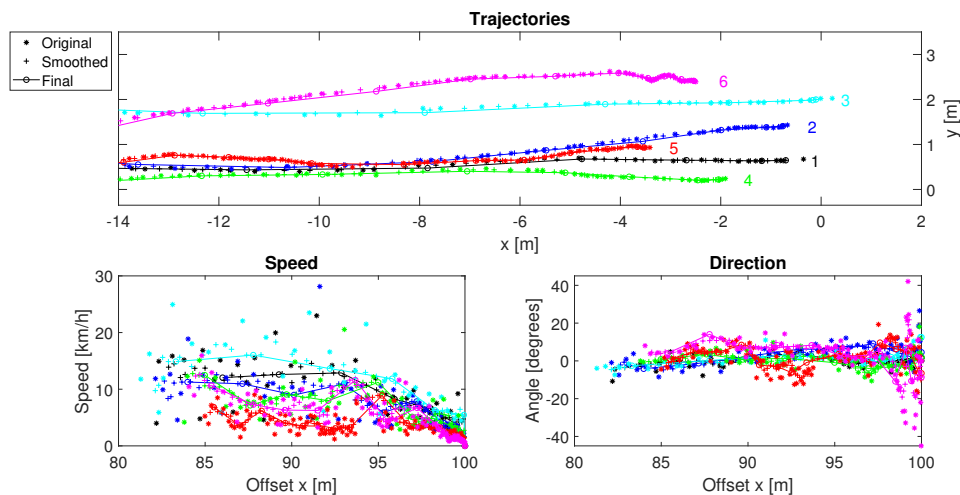 Trajectories
Original
Smoothed
Final
3
2
1
0
y [m]
6
3
2
5
1
4
-14 -12 -10 -8 -6 -4 -2 0 2
x [m]
Speed
30
20
10
0
Speed [km/h]
80 85 90 95 100
Offset x [m]
Direction
40
20
0
-20
-40
Angle [degrees]
80 85 90 95 100
Offset x [m]